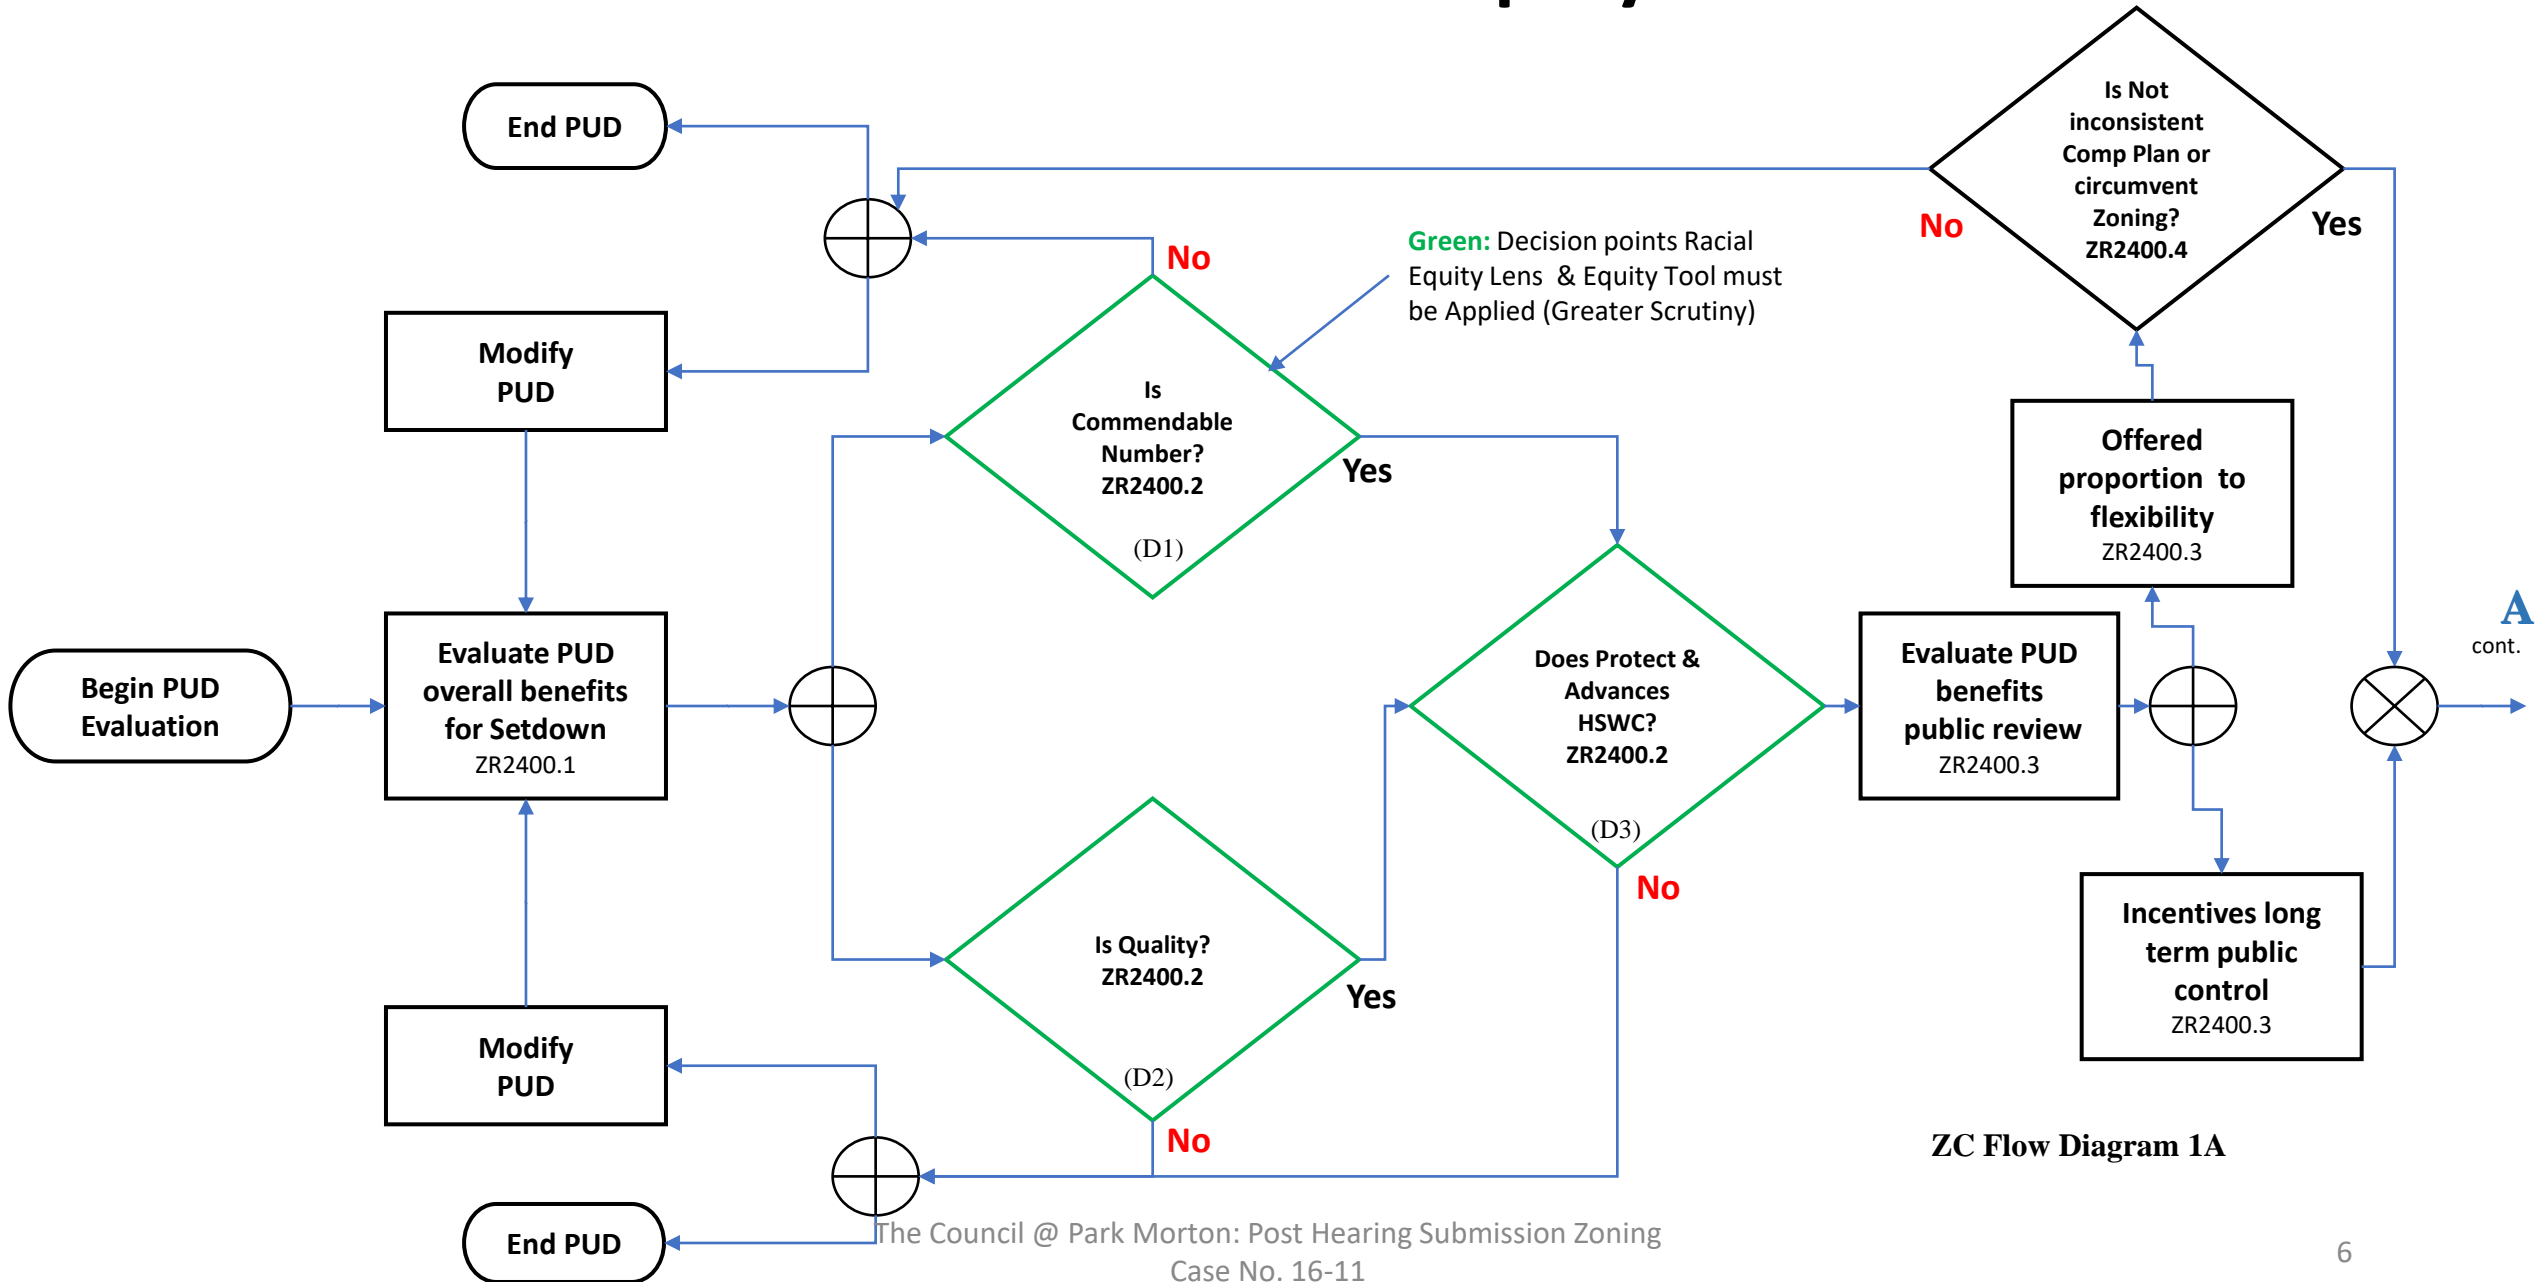 End PUD
Is Not
inconsistent
Comp Plan or
circumvent
Zoning?
ZR2400.4
No
Yes
Green: Decision points Racial
Equity Lens & Equity Tool must
be Applied (Greater Scrutiny)
No
Modify
PUD
Is
Commendable
Number?
ZR2400.2
(D1)
Yes
Offered
proportion to
flexibility
ZR2400.3
A
cont.
Begin PUD
Evaluation
Evaluate PUD
overall benefits
for Setdown
ZR2400.1
Does Protect &
Advances
HSWC?
ZR2400.2
(D3)
No
Evaluate PUD
benefits
public review
ZR2400.3
Is Quality?
ZR2400.2
(D2)
Yes
No
Incentives long
term public
control
ZR2400.3
Modify
PUD
End PUD
ZC Flow Diagram 1A
The Council @ Park Morton: Post Hearing Submission Zoning
Case No. 16-11
6